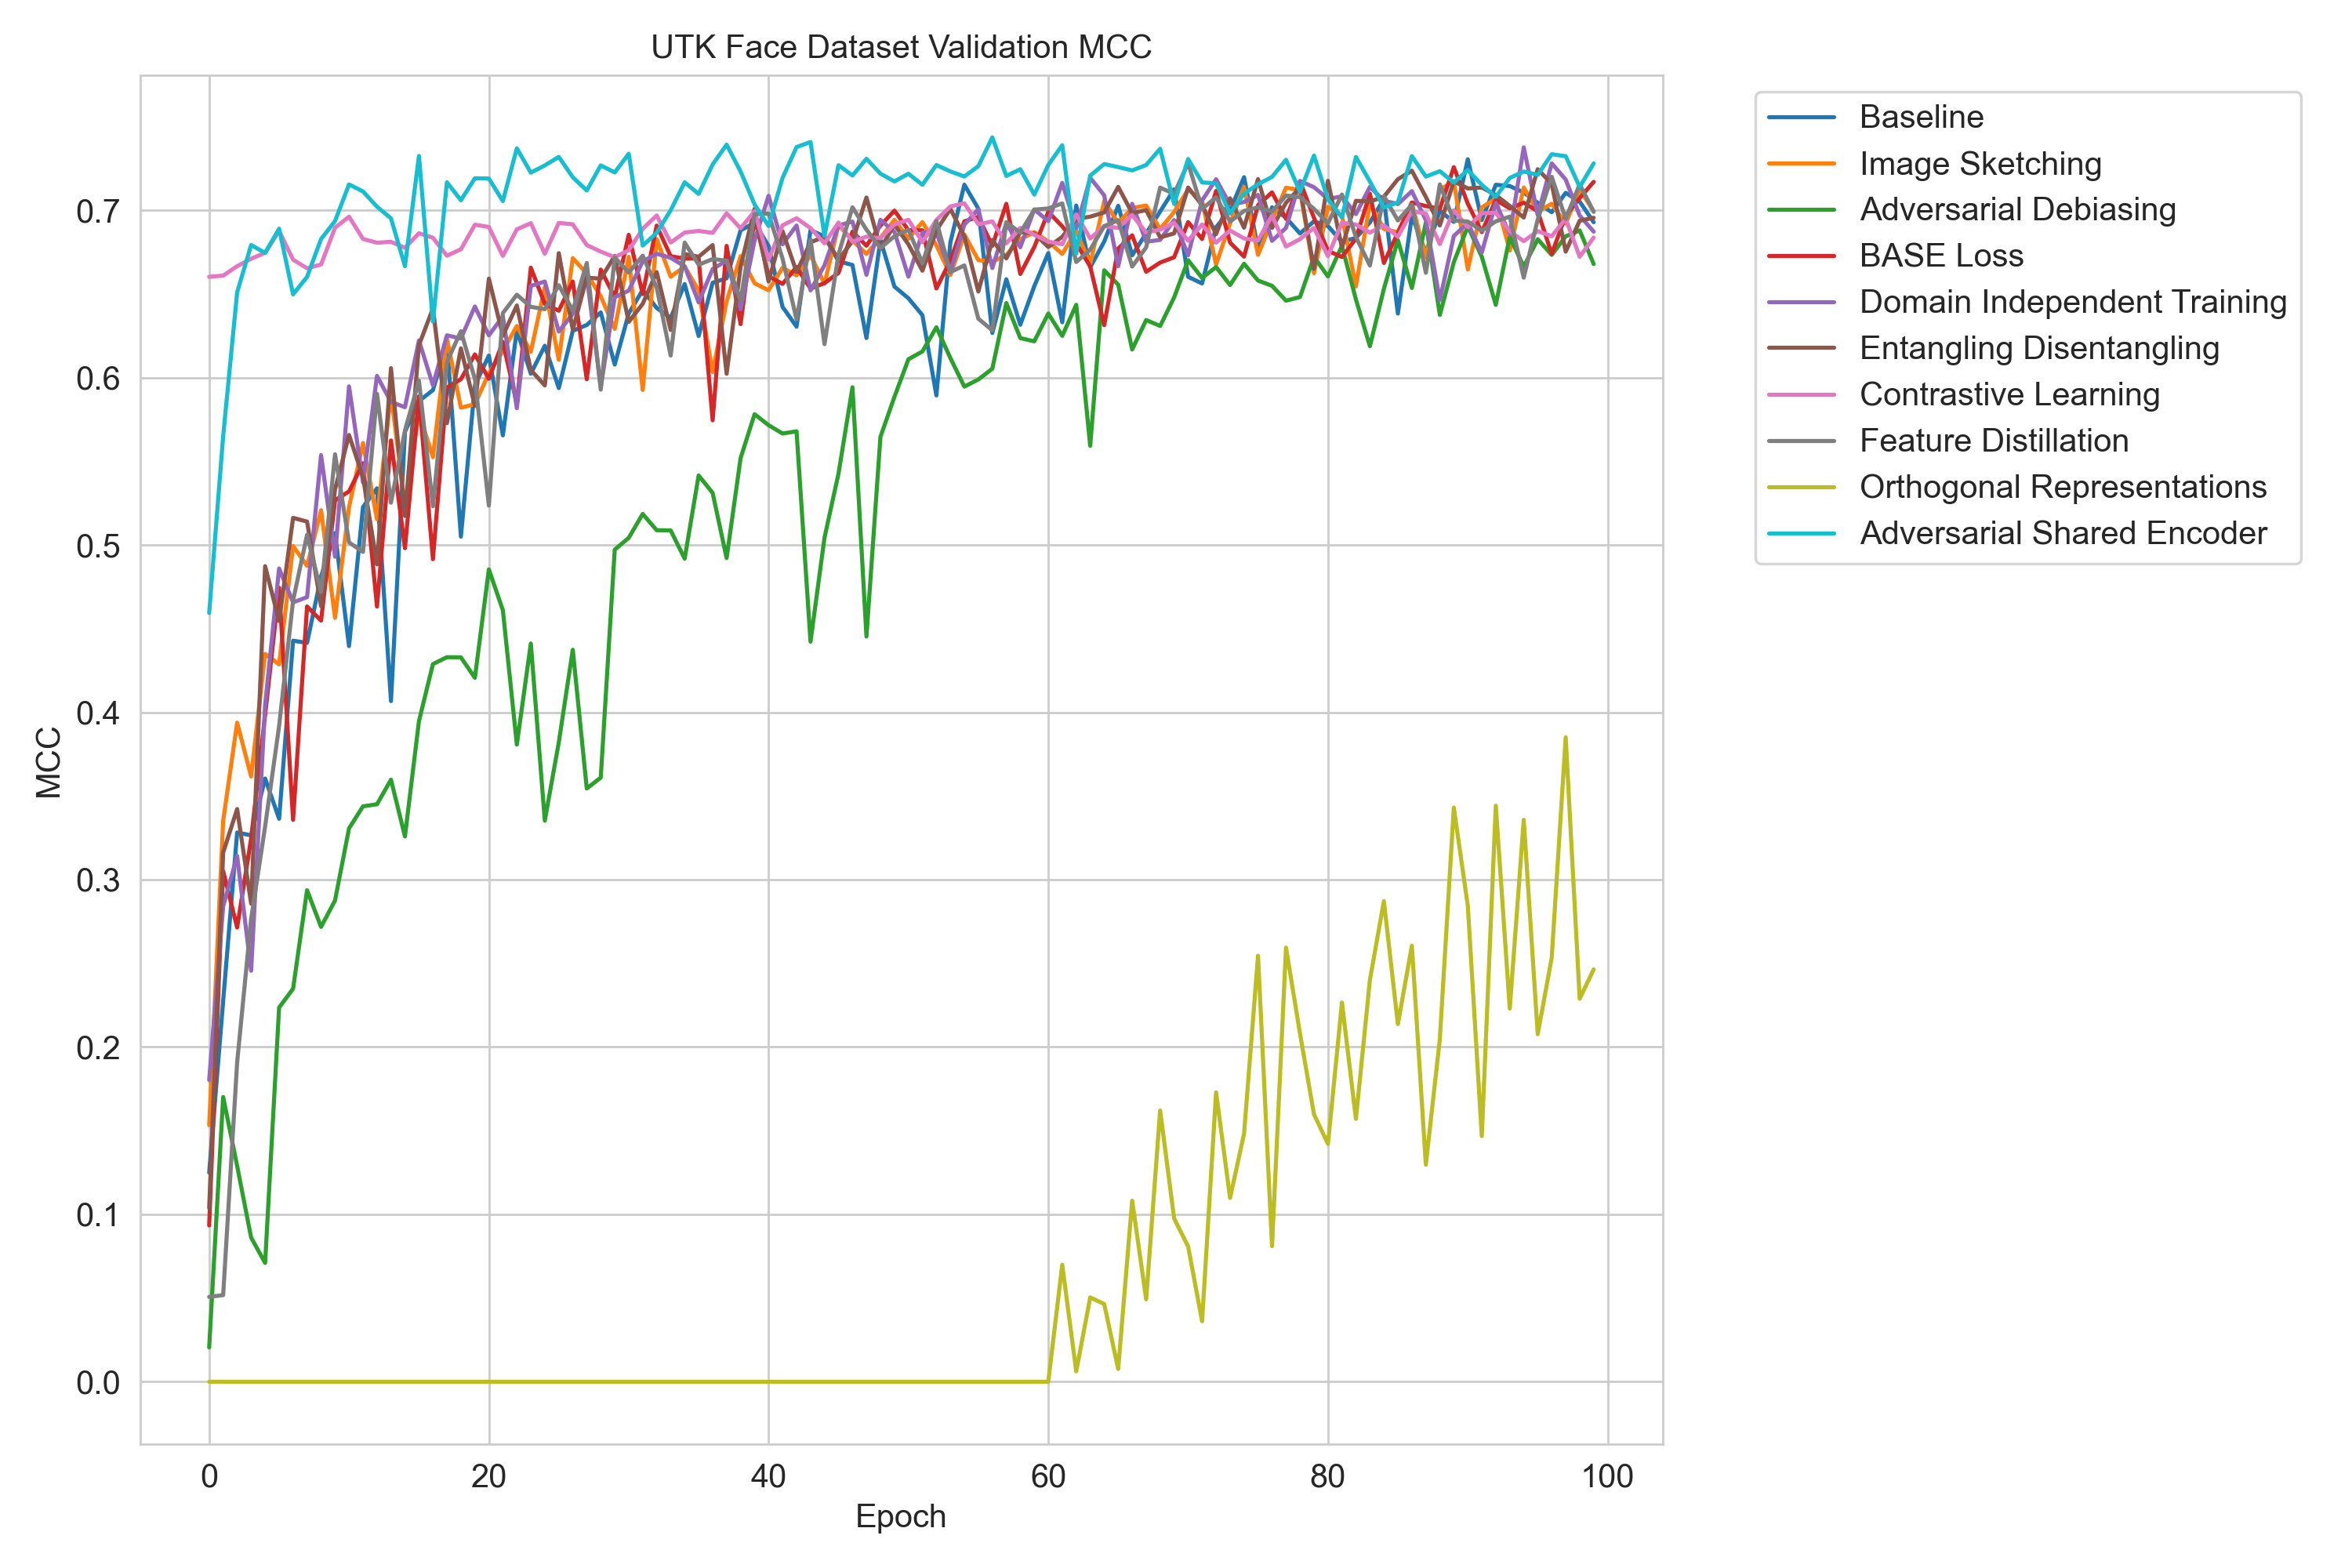 UTK Face Dataset Validation MCC
Baseline
Image Sketching
Adversarial Debiasing
BASE Loss
Domain Independent Training
Entangling Disentangling
Contrastive Learning
Feature Distillation
Orthogonal Representations
Adversarial Shared Encoder
MCC
0.7
0.6
0.5
0.4
0.3
0.2
0.1
0.0
0 20 40 60 80 100
Epoch